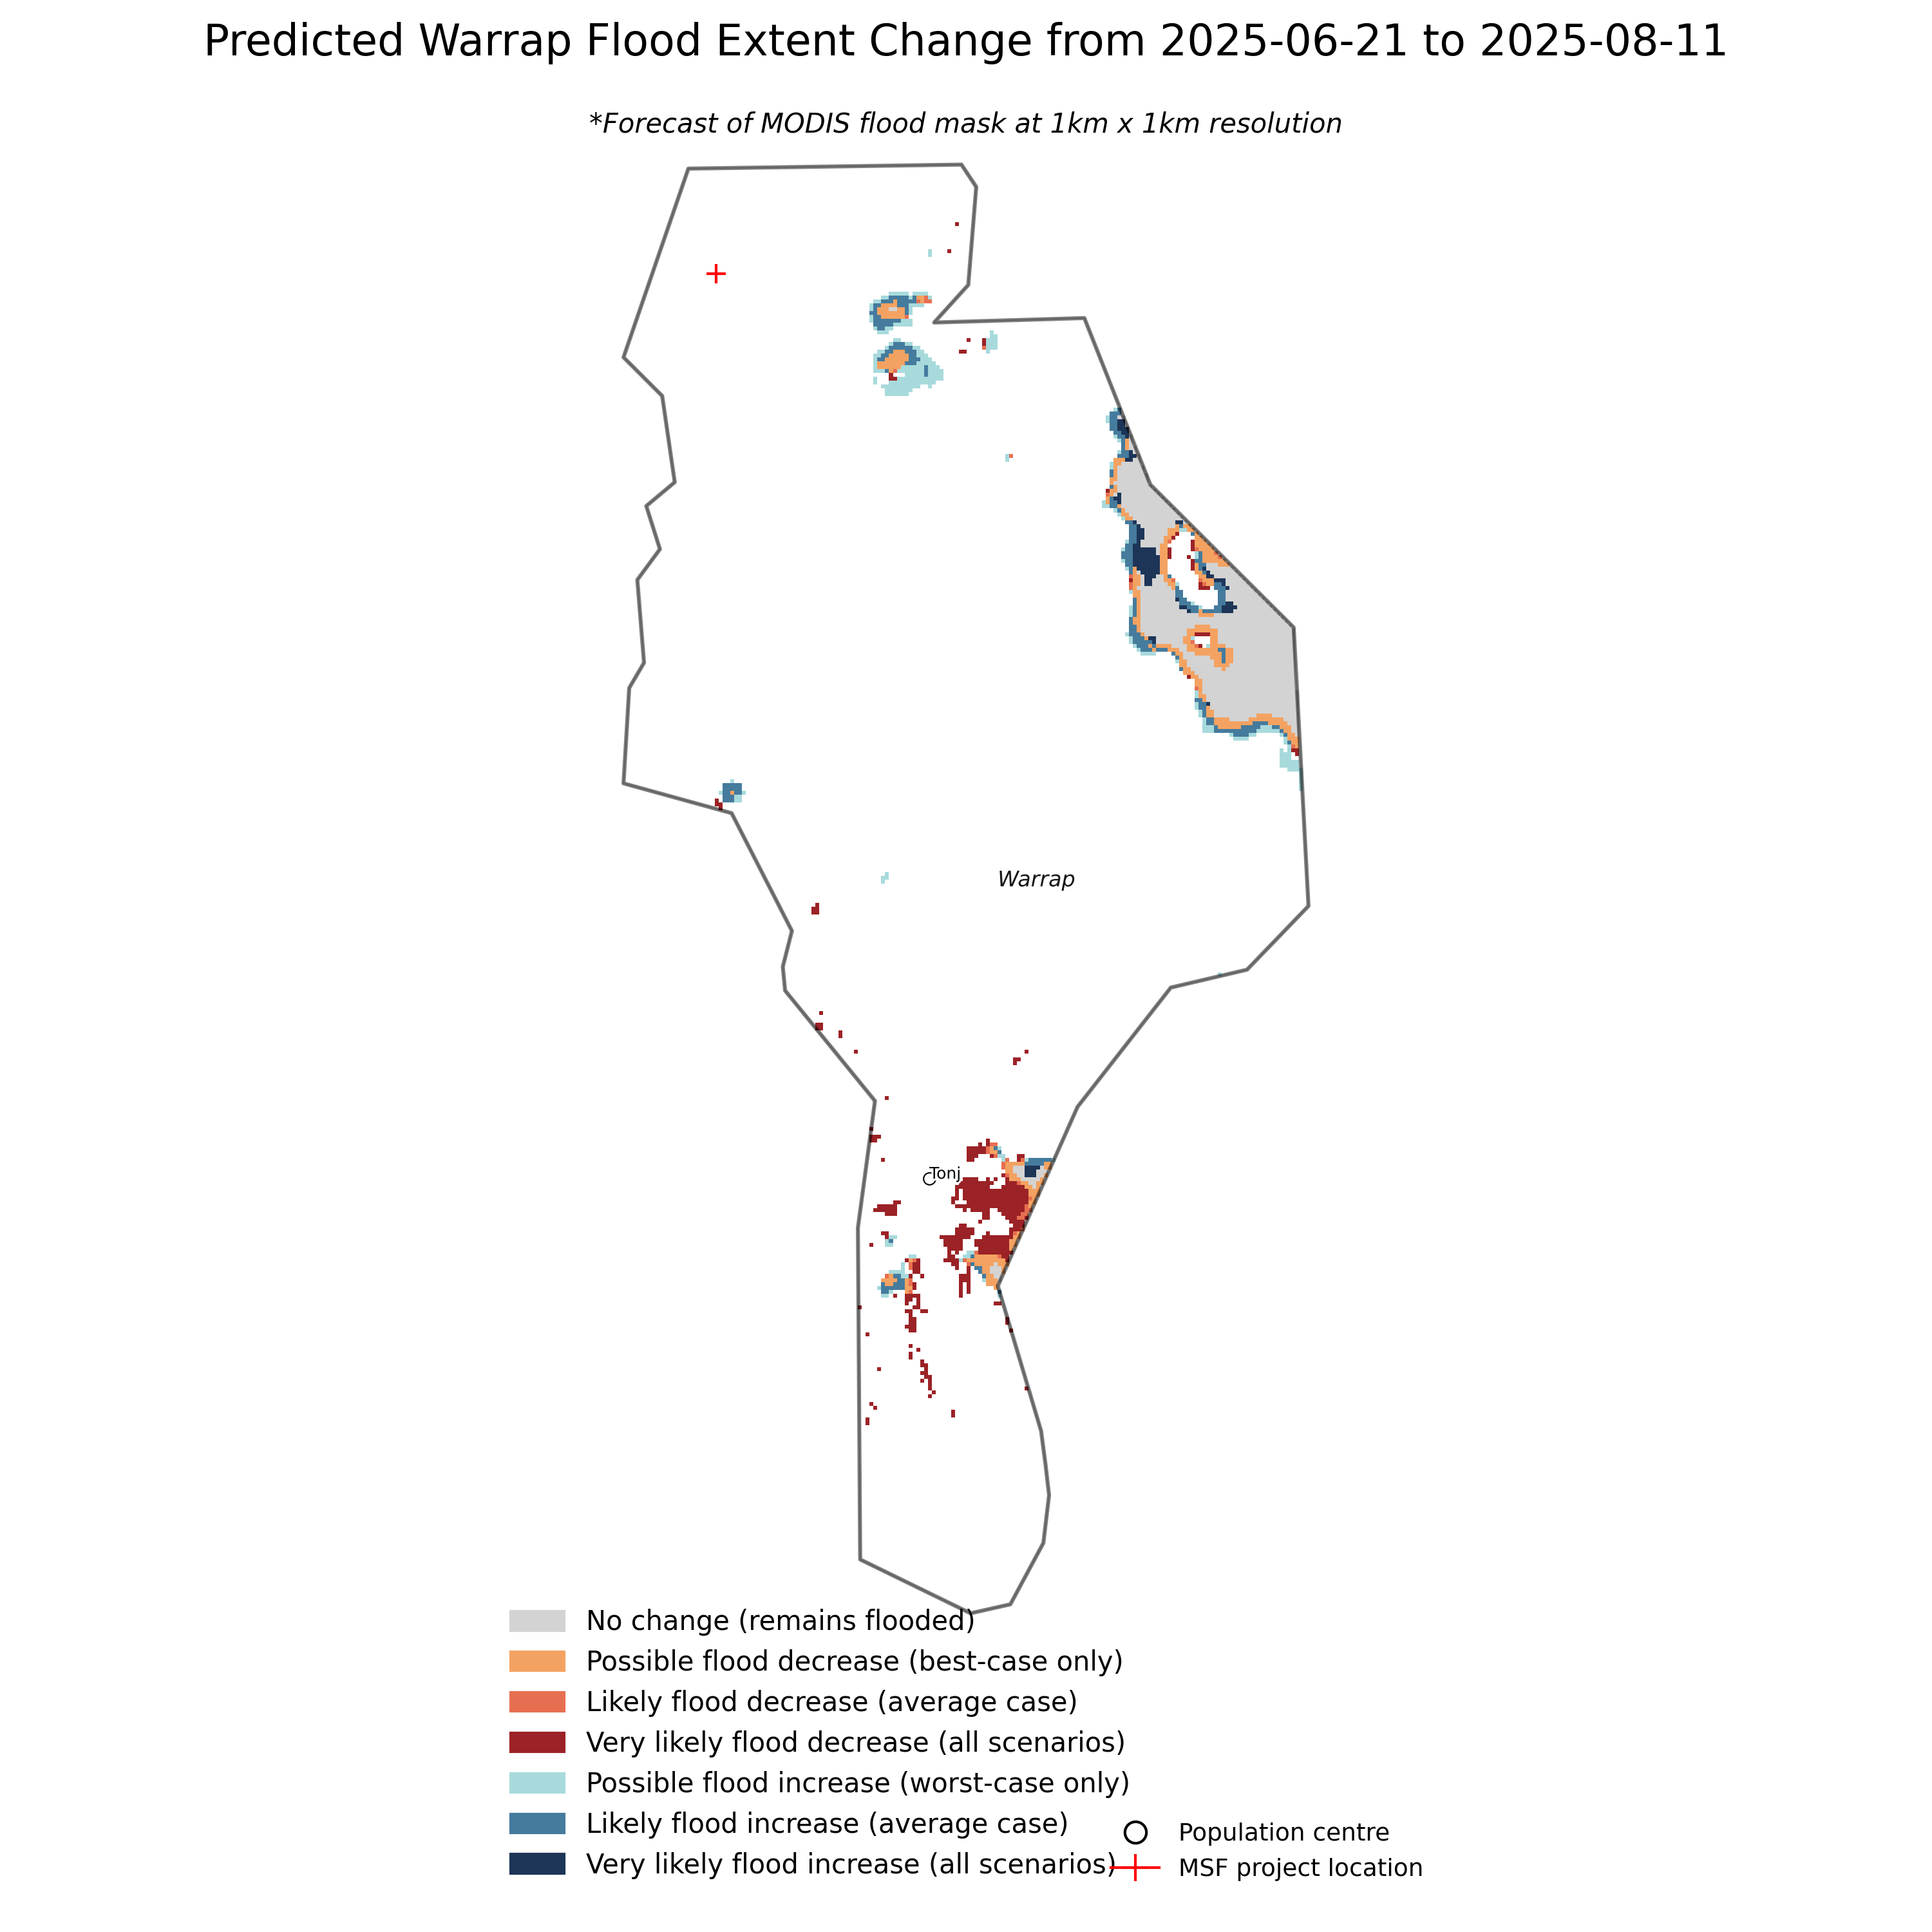 Predicted Warrap Flood Extent Change from 2025-06-21 to 2025-08-11
*Forecast of MODIS flood mask at 1km x 1km resolution
Warrap
Tonj
No change (remains flooded)
Possible flood decrease (best-case only)
Likely flood decrease (average case)
Very likely flood decrease (all scenarios)
Possible flood increase (worst-case only)
Likely flood increase (average case)
Very likely flood increase (all scenarios)
Population centre
MSF project location